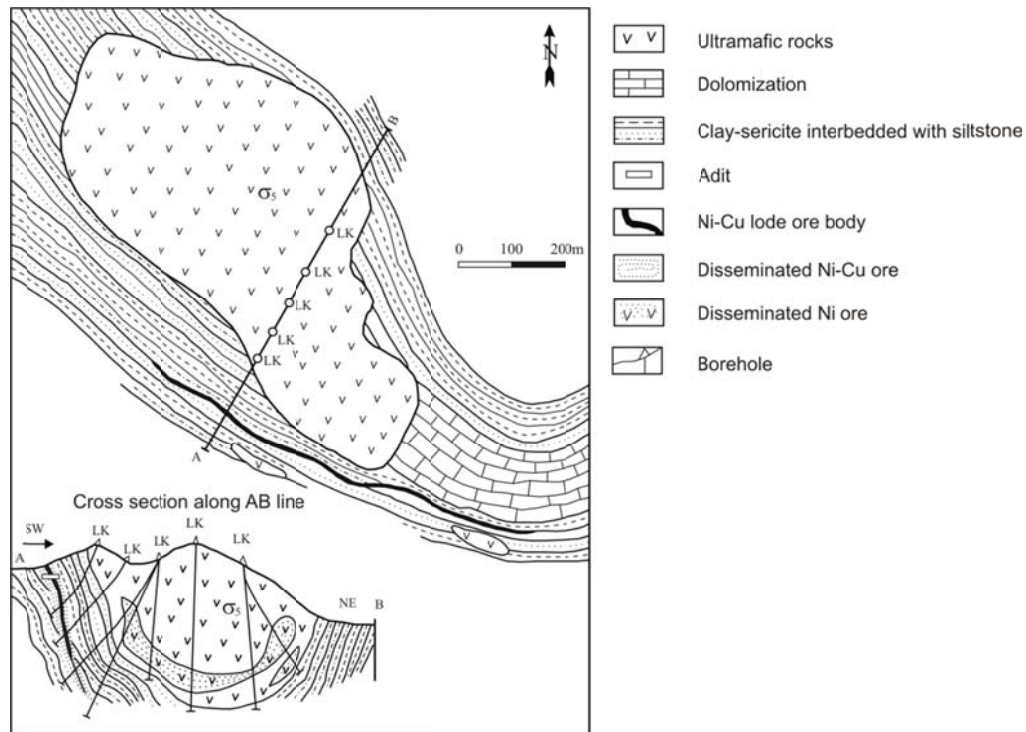 N
B
σ5
LK
0 100 200m
LK
LK
LK
LK
A
Cross section along AB line
SW
A
LK
LK
LK
LK
LK
σ5
NE B
Ultramafic rocks
Dolomization
Clay-sericite interbedded with siltstone
Adit
Ni-Cu lode ore body
Disseminated Ni-Cu ore
Disseminated Ni ore
Borehole